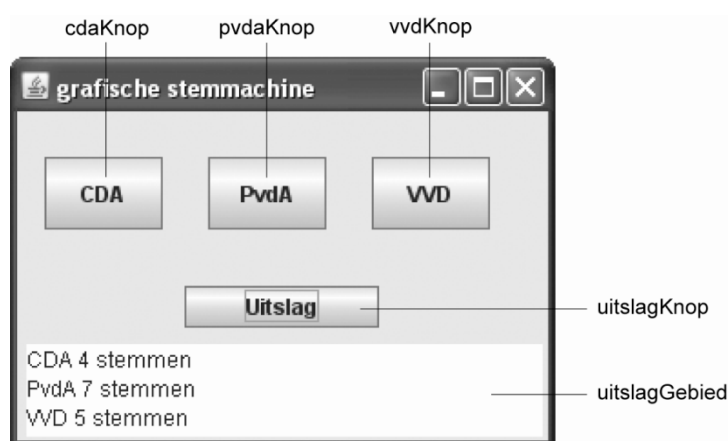 cdaKnop pvdaKnop vvdKnop
grafische stemmachine
CDA PvdA VVD
Uitslag
uitslagKnop
CDA 4 stemmen
PvdA 7 stemmen
uitslagGebied
VVD 5 stemmen